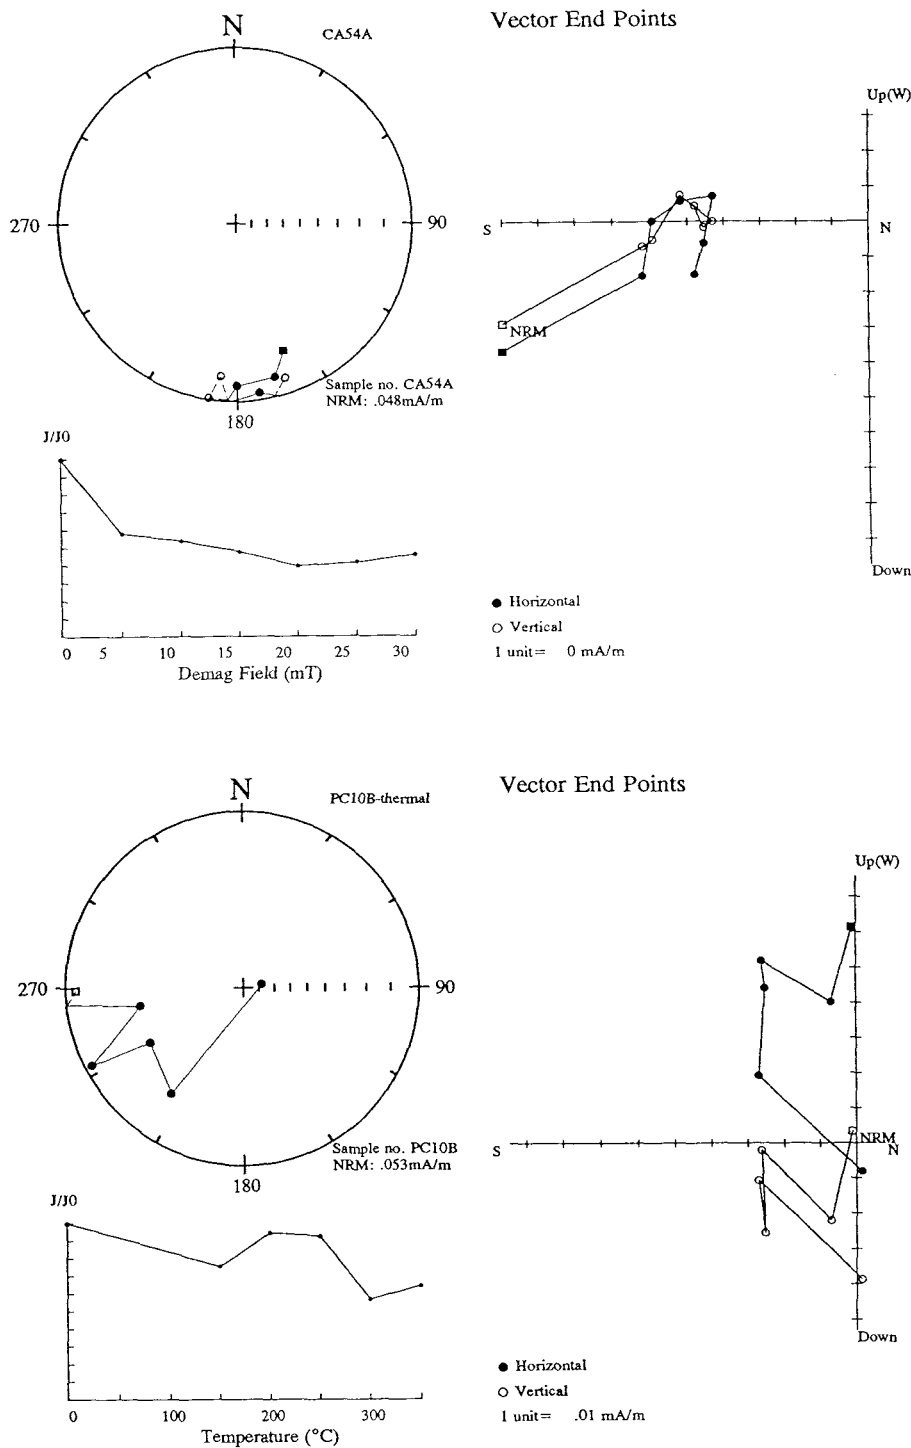 N
CA54A
Vector End Points
Up(W)
270
90
S
N
NRM
Sample no. CA54A
NRM: .048mA/m
180
J/J0
Down
Horizontal
Vertical
1 unit= 0 mA/m
0 5 10 15 20 25 30
Demag Field (mT)
N
PC10B-thermal
Vector End Points
Up(W)
270
90
NRM
S
N
Sample no. PC10B
NRM: .053mA/m
180
J/J0
Down
Horizontal
Vertical
1 unit= .01 mA/m
0 100 200 300
Temperature (°C)